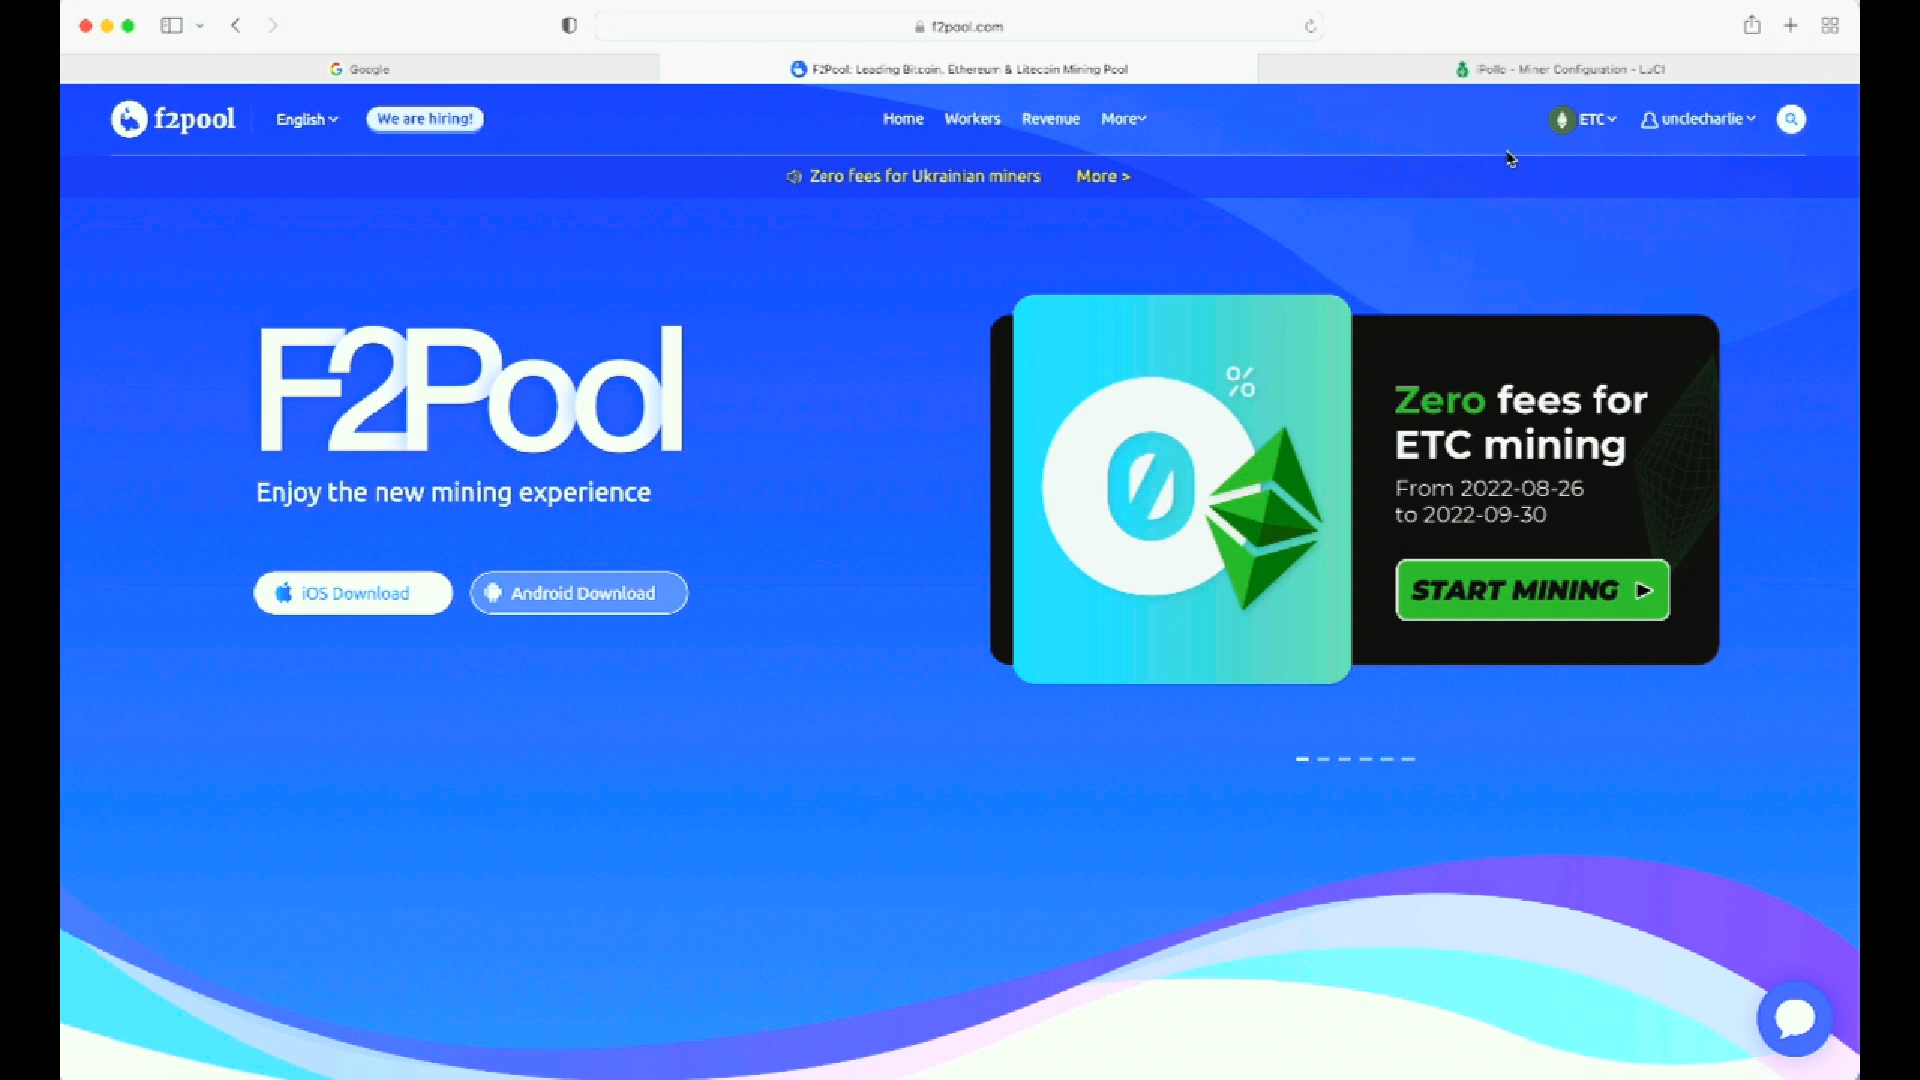 f2pool.com
Google
F2Pool: Leading Bitcoin, Ethereum & Litecoin Mining Pool
iPollo - Miner Configuration - LuCI
f2pool
English
We are hiring!
Home
Workers
Revenue
More
ETC
unclecharlie
Zero fees for Ukrainian miners
More >
F2Pool
Enjoy the new mining experience
iOS Download
Android Download
0
%
Zero fees for
ETC mining
From 2022-08-26
to 2022-09-30
START MINING